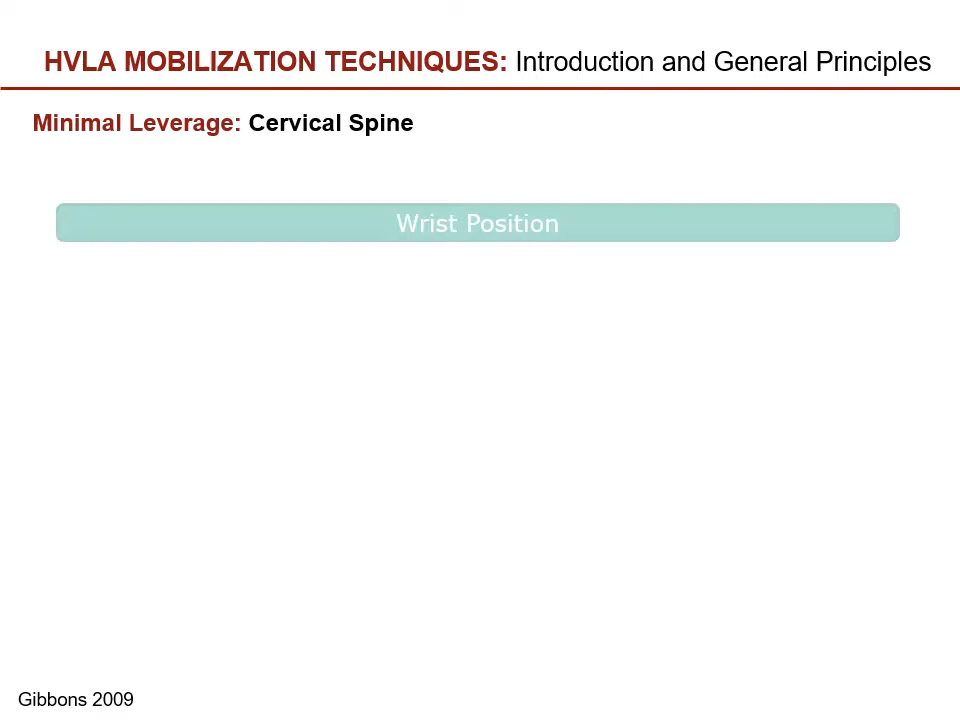 HVLA MOBILIZATION TECHNIQUES: Introduction and General Principles
Minimal Leverage: Cervical Spine
Wrist Position
Gibbons 2009